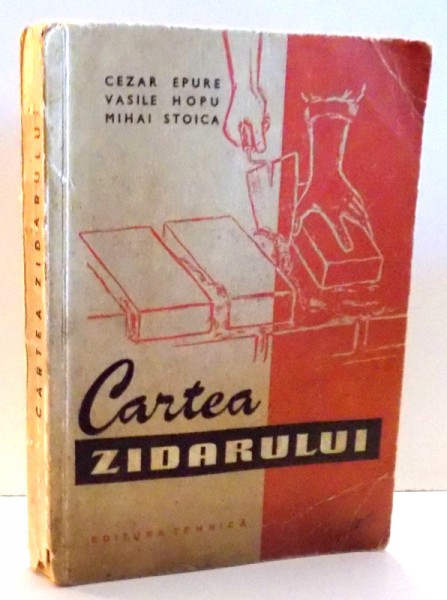 CEZAR EPURE
VASILE HOPU
MIHAI STOICA
Cartea
ZIDARULUI
EDITURA TEHNICĂ
CARTEA ZIDARULUI